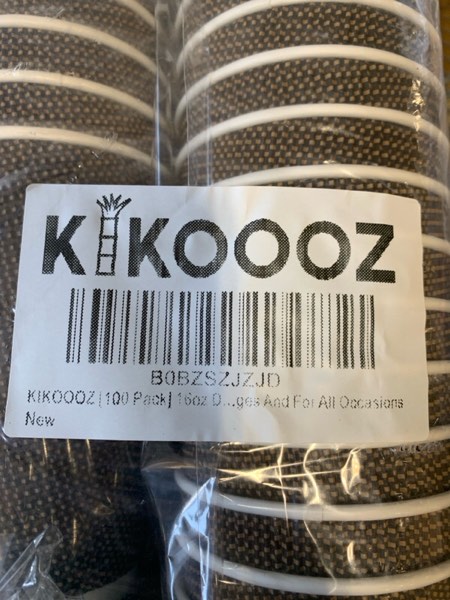 KIKOOOZ
B0BZSZJZJD
KIKOOOZ [100 Pack] 16oz D...ges And For All Occasions
New